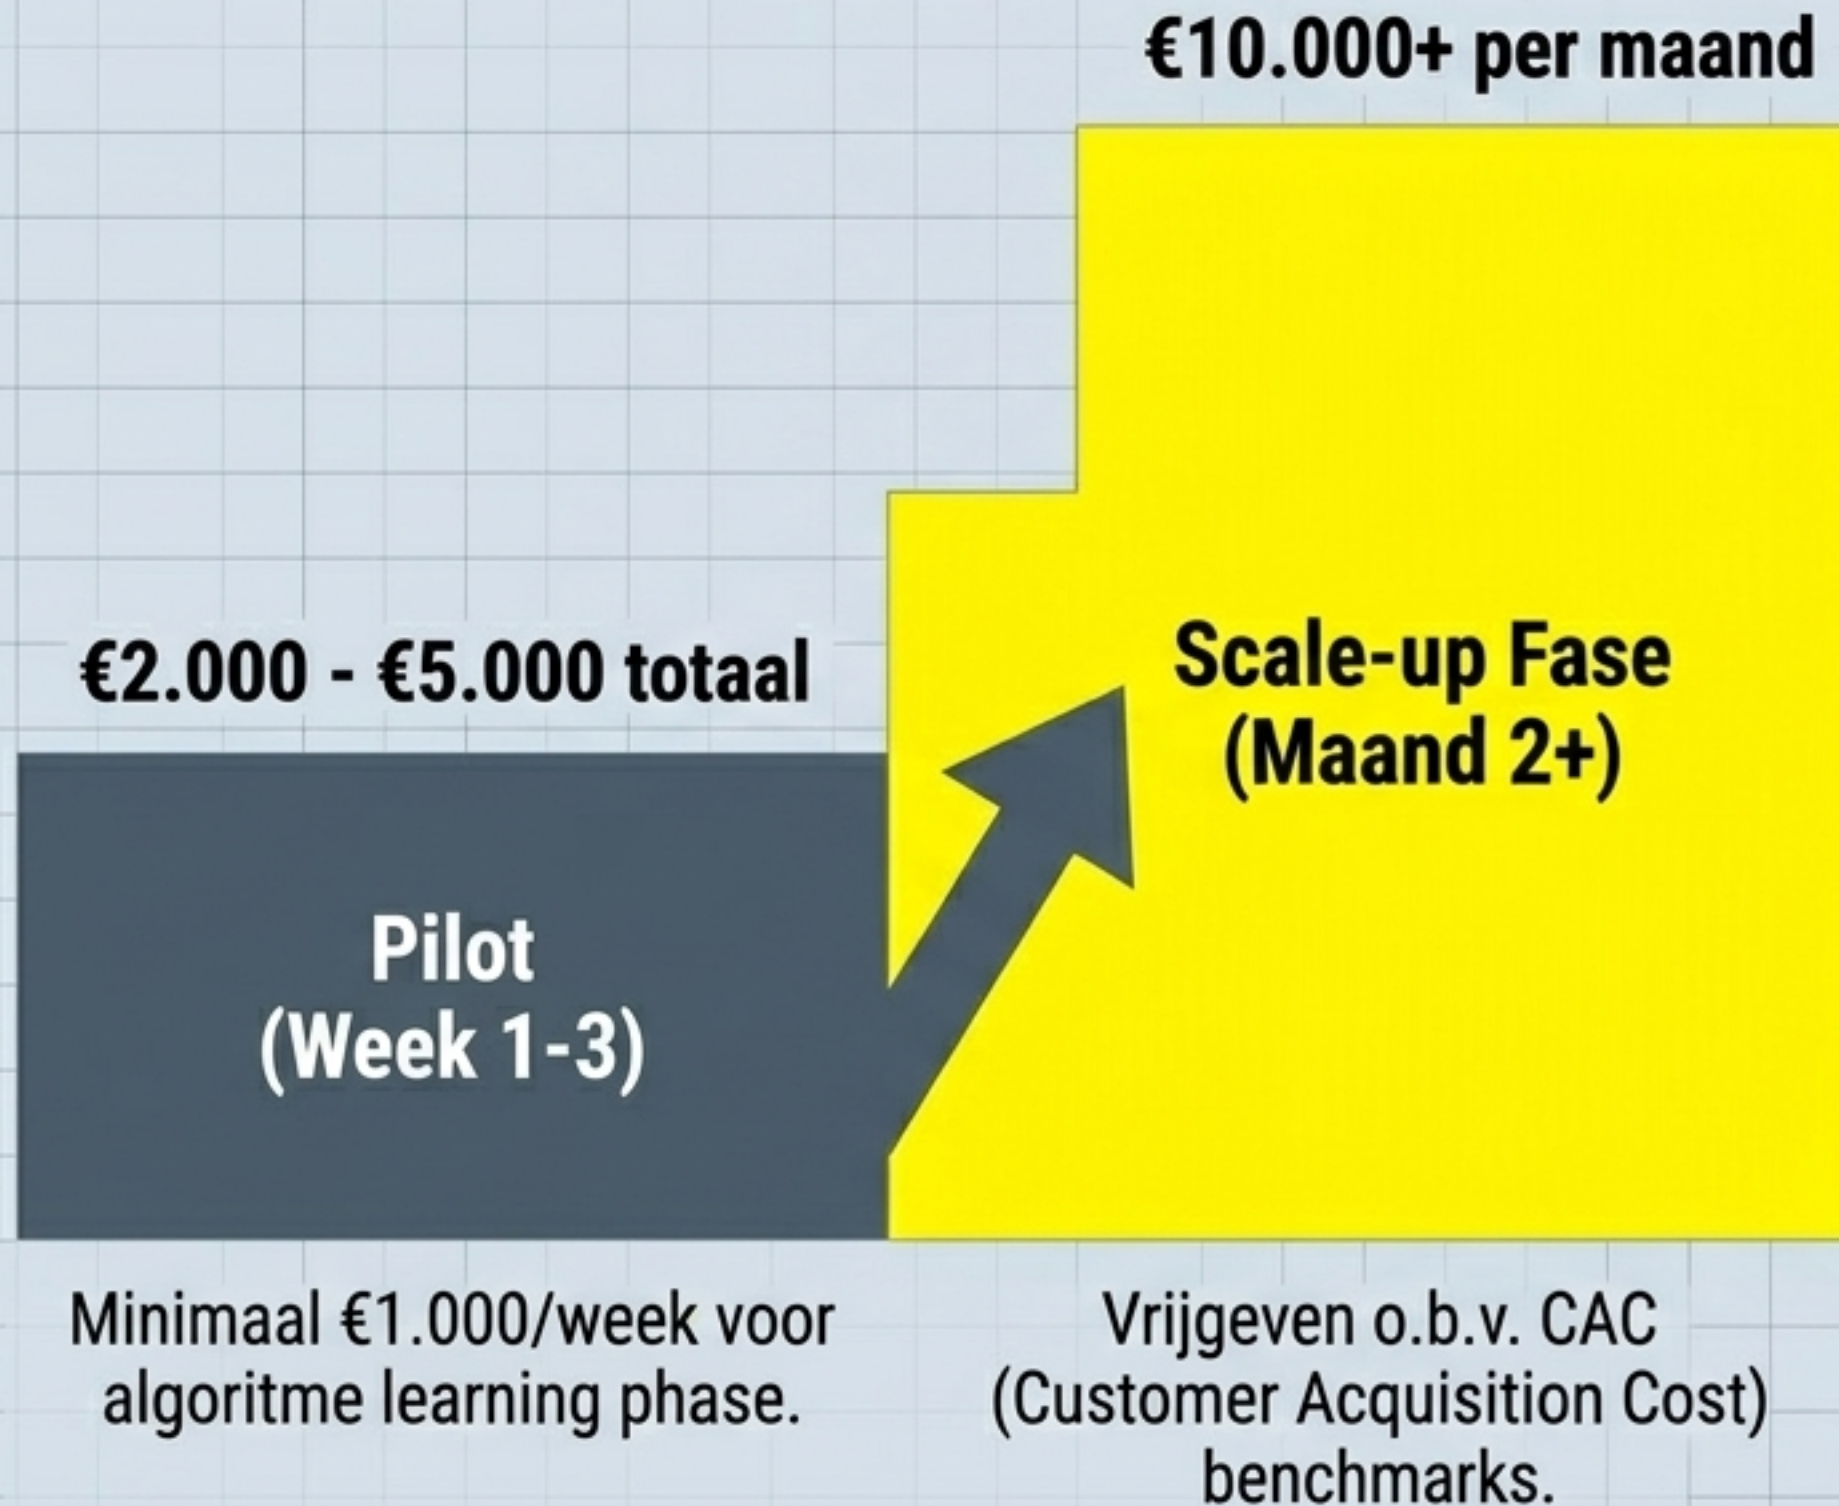 €10.000+ per maand
€2.000 - €5.000 totaal
Scale-up Fase
(Maand 2+)
Pilot
(Week 1-3)
Minimaal €1.000/week voor
algoritme learning phase.
Vrijgeven o.b.v. CAC
(Customer Acquisition Cost)
benchmarks.